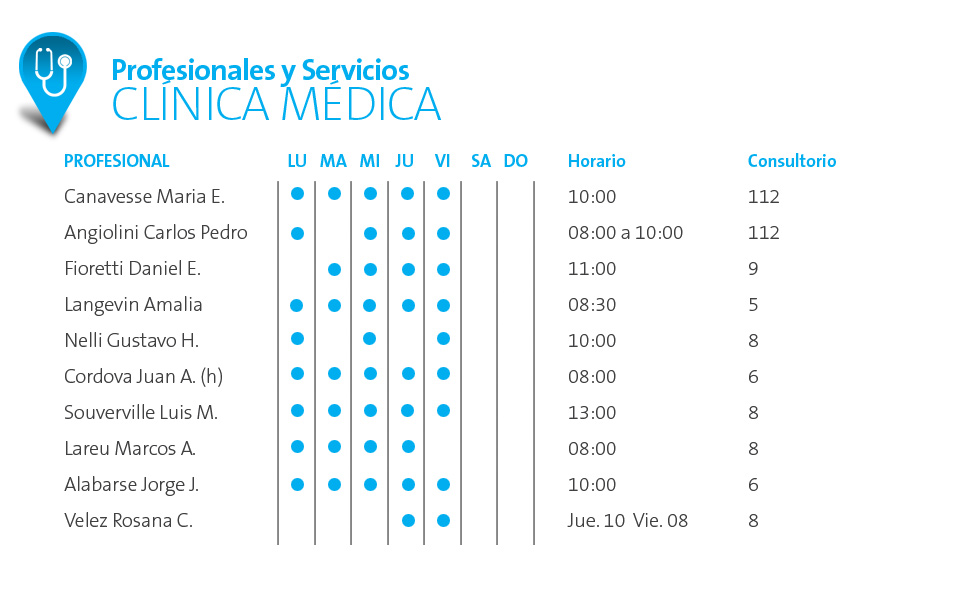 Profesionales y Servicios
CLÍNICA MÉDICA
PROFESIONAL LU MA MI JU VI SA DO Horario Consultorio
Canavesse Maria E. 10:00 112
Angiolini Carlos Pedro 08:00 a 10:00 112
Fioretti Daniel E. 11:00 9
Langevin Amalia 08:30 5
Nelli Gustavo H. 10:00 8
Cordova Juan A. (h) 08:00 6
Souverville Luis M. 13:00 8
Lareu Marcos A. 08:00 8
Alabarse Jorge J. 10:00 6
Velez Rosana C. Jue. 10 Vie. 08 8